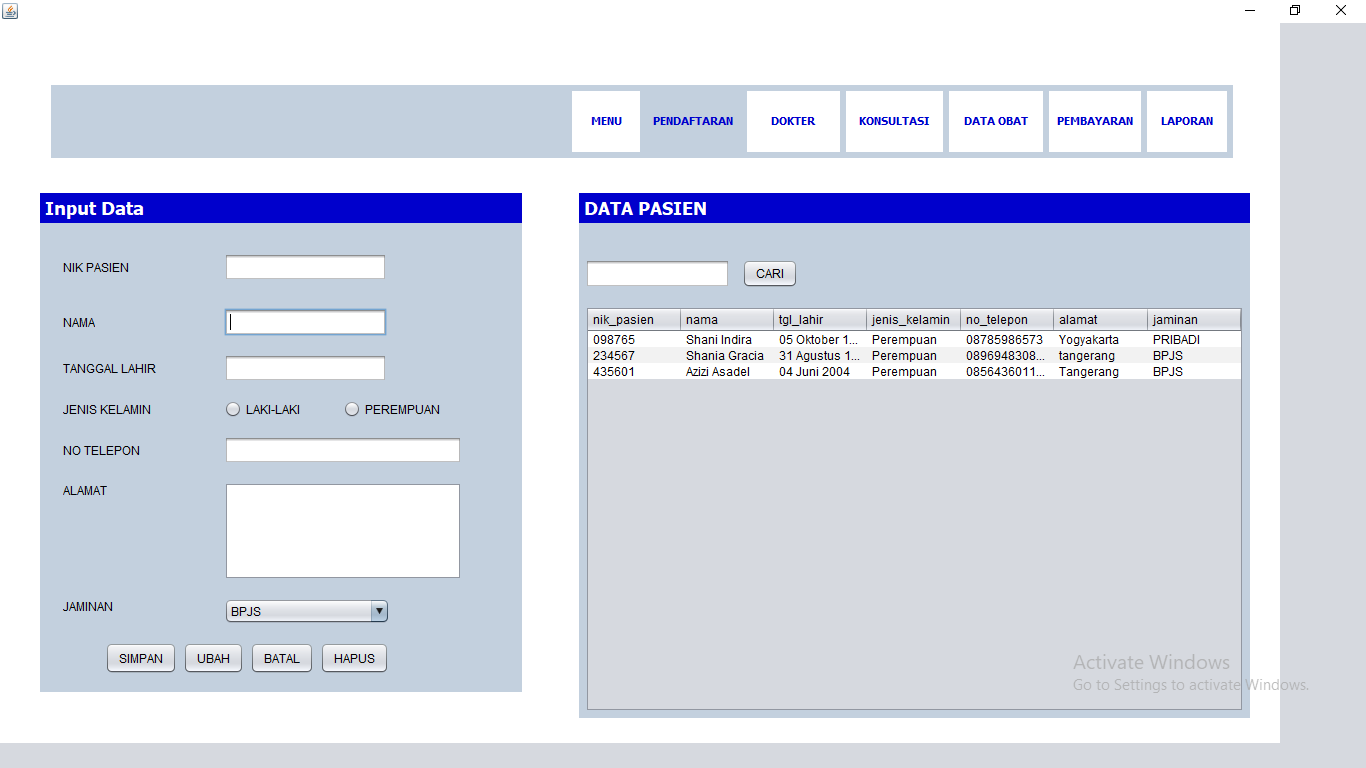 MENU PENDAFTARAN DOKTER KONSULTASI DATA OBAT PEMBAYARAN LAPORAN
Input Data
NIK PASIEN
NAMA
TANGGAL LAHIR
JENIS KELAMIN LAKI-LAKI PEREMPUAN
NO TELEPON
ALAMAT
JAMINAN BPJS
SIMPAN UBAH BATAL HAPUS
DATA PASIEN
CARI
nik_pasien nama tgl_lahir jenis_kelamin no_telepon alamat jaminan
098765 Shani Indira 05 Oktober 1... Perempuan 08785986573 Yogyakarta PRIBADI
234567 Shania Gracia 31 Agustus 1... Perempuan 0896948308... tangerang BPJS
435601 Azizi Asadel 04 Juni 2004 Perempuan 0856436011... Tangerang BPJS
Activate Windows
Go to Settings to activate Windows.